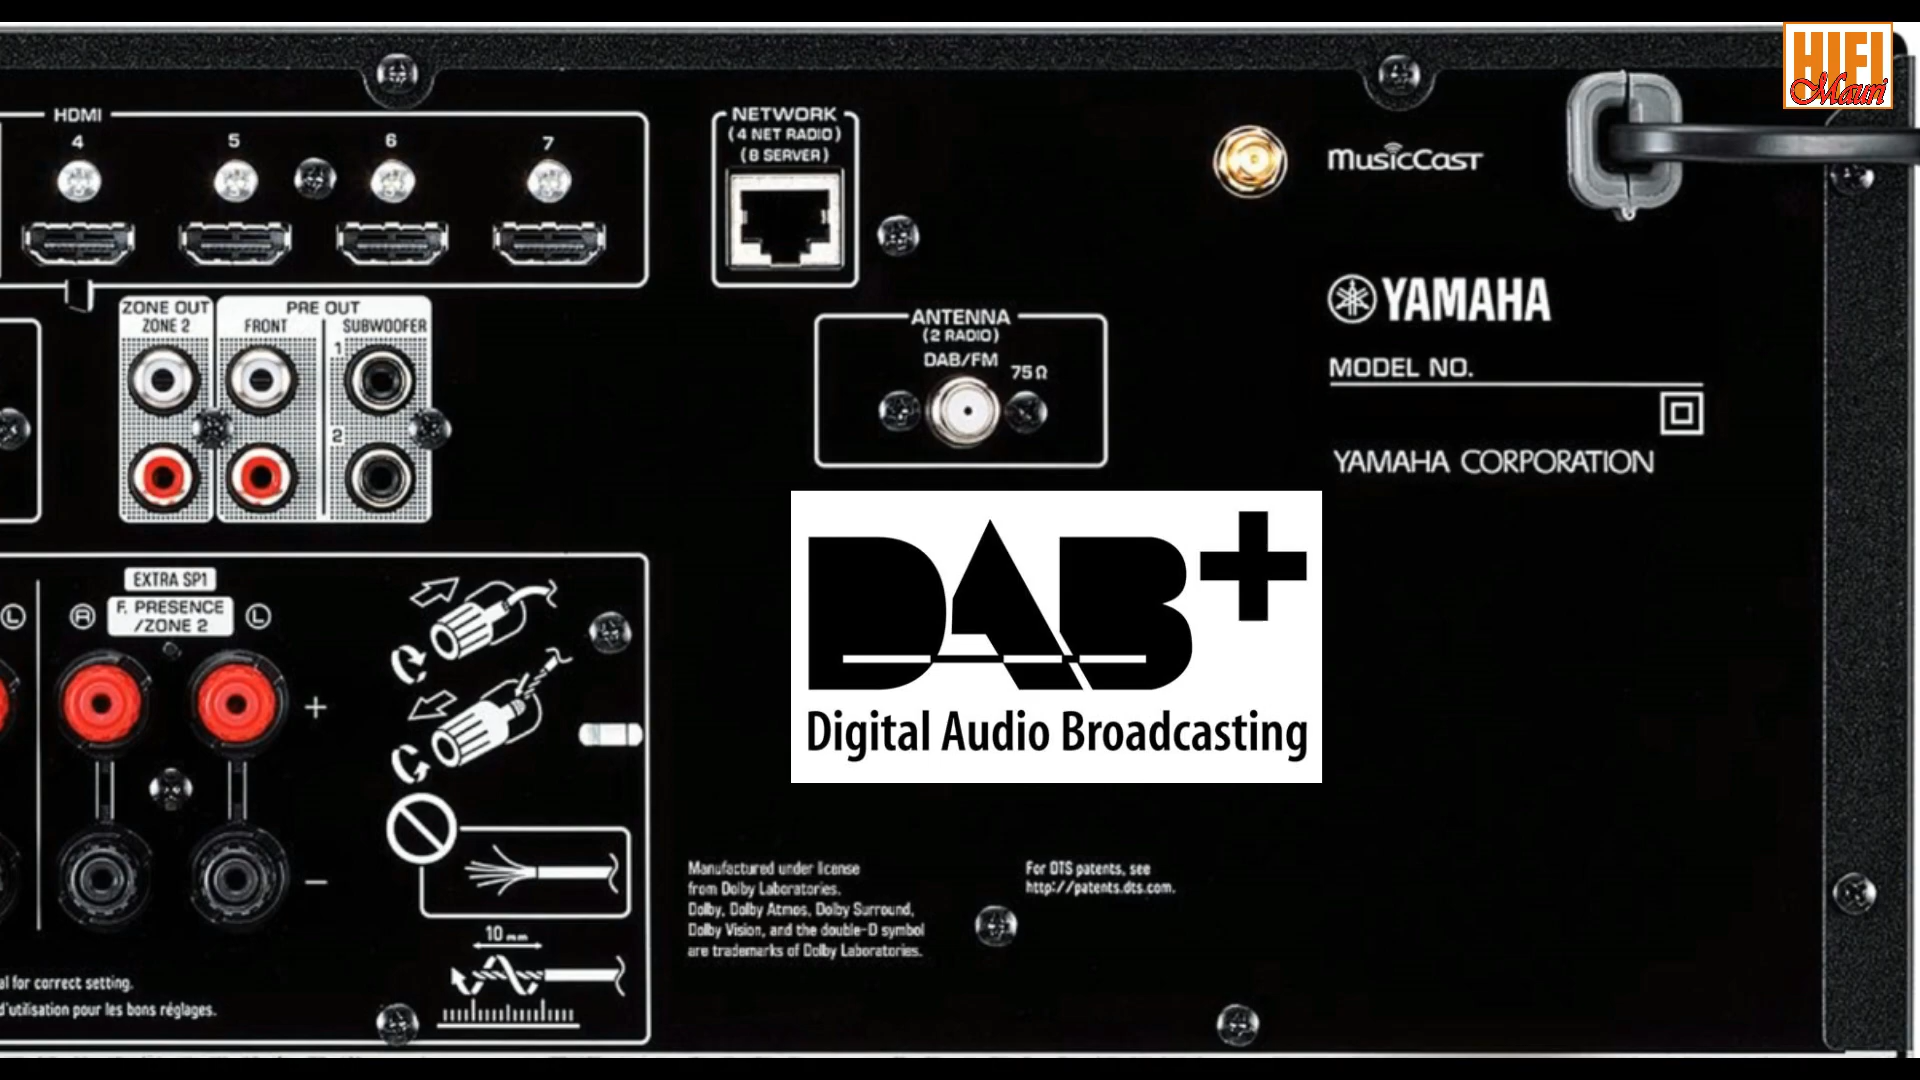 HIFI
Mauri
HDMI
4
5
6
7
NETWORK
(4 NET RADIO)
(8 SERVER)
MusicCast
ZONE OUT
ZONE 2
PRE OUT
FRONT
SUBWOOFER
1
2
ANTENNA
(2 RADIO)
DAB/FM
75Ω
YAMAHA
MODEL NO.
YAMAHA CORPORATION
DAB+
Digital Audio Broadcasting
EXTRA SP1
L
R
F. PRESENCE
/ZONE 2
L
+
−
10 mm
Manufactured under license
from Dolby Laboratories.
Dolby, Dolby Atmos, Dolby Surround,
Dolby Vision, and the double-D symbol
are trademarks of Dolby Laboratories.
For DTS patents, see
http://patents.dts.com.
al for correct setting.
d'utilisation pour les bons réglages.